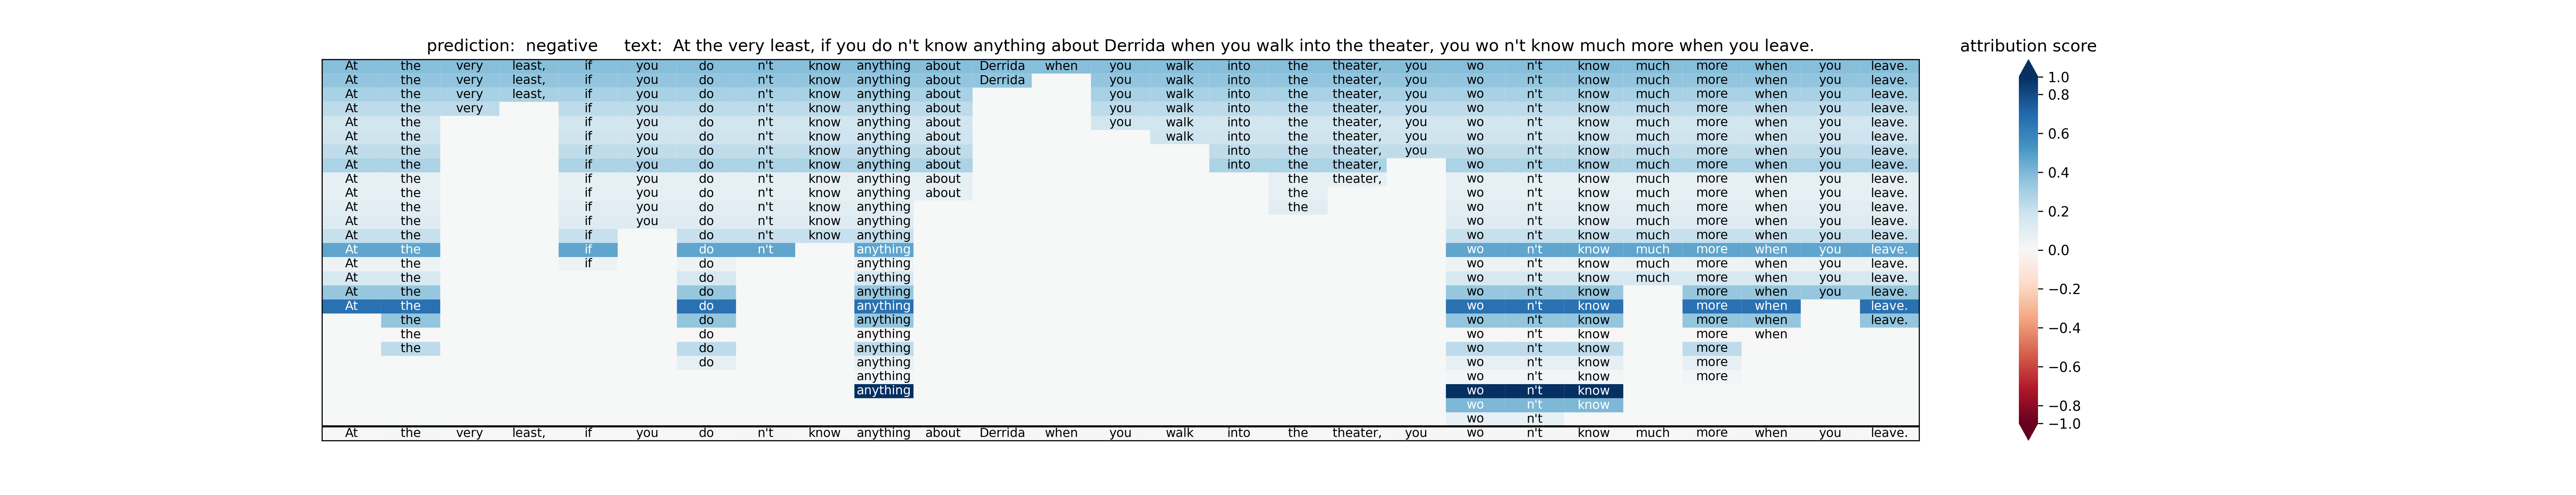 prediction: negative text: At the very least, if you do n't know anything about Derrida when you walk into the theater, you wo n't know much more when you leave.
attribution score
At the very least, if you do n't know anything about Derrida when you walk into the theater, you wo n't know much more when you leave.
At the very least, if you do n't know anything about Derrida you walk into the theater, you wo n't know much more when you leave.
At the very least, if you do n't know anything about you walk into the theater, you wo n't know much more when you leave.
At the very if you do n't know anything about you walk into the theater, you wo n't know much more when you leave.
At the if you do n't know anything about you walk into the theater, you wo n't know much more when you leave.
At the if you do n't know anything about walk into the theater, you wo n't know much more when you leave.
At the if you do n't know anything about into the theater, you wo n't know much more when you leave.
At the if you do n't know anything about into the theater, wo n't know much more when you leave.
At the if you do n't know anything about the theater, wo n't know much more when you leave.
At the if you do n't know anything about the wo n't know much more when you leave.
At the if you do n't know anything the wo n't know much more when you leave.
At the if you do n't know anything wo n't know much more when you leave.
At the if do n't know anything wo n't know much more when you leave.
At the if do n't anything wo n't know much more when you leave.
At the if do anything wo n't know much more when you leave.
At the do anything wo n't know much more when you leave.
At the do anything wo n't know more when you leave.
At the do anything wo n't know more when leave.
the do anything wo n't know more when leave.
the do anything wo n't know more when
the do anything wo n't know more
do anything wo n't know more
anything wo n't know more
anything wo n't know
wo n't know
wo n't
At the very least, if you do n't know anything about Derrida when you walk into the theater, you wo n't know much more when you leave.
1.0
0.8
0.6
0.4
0.2
0.0
−0.2
−0.4
−0.6
−0.8
−1.0